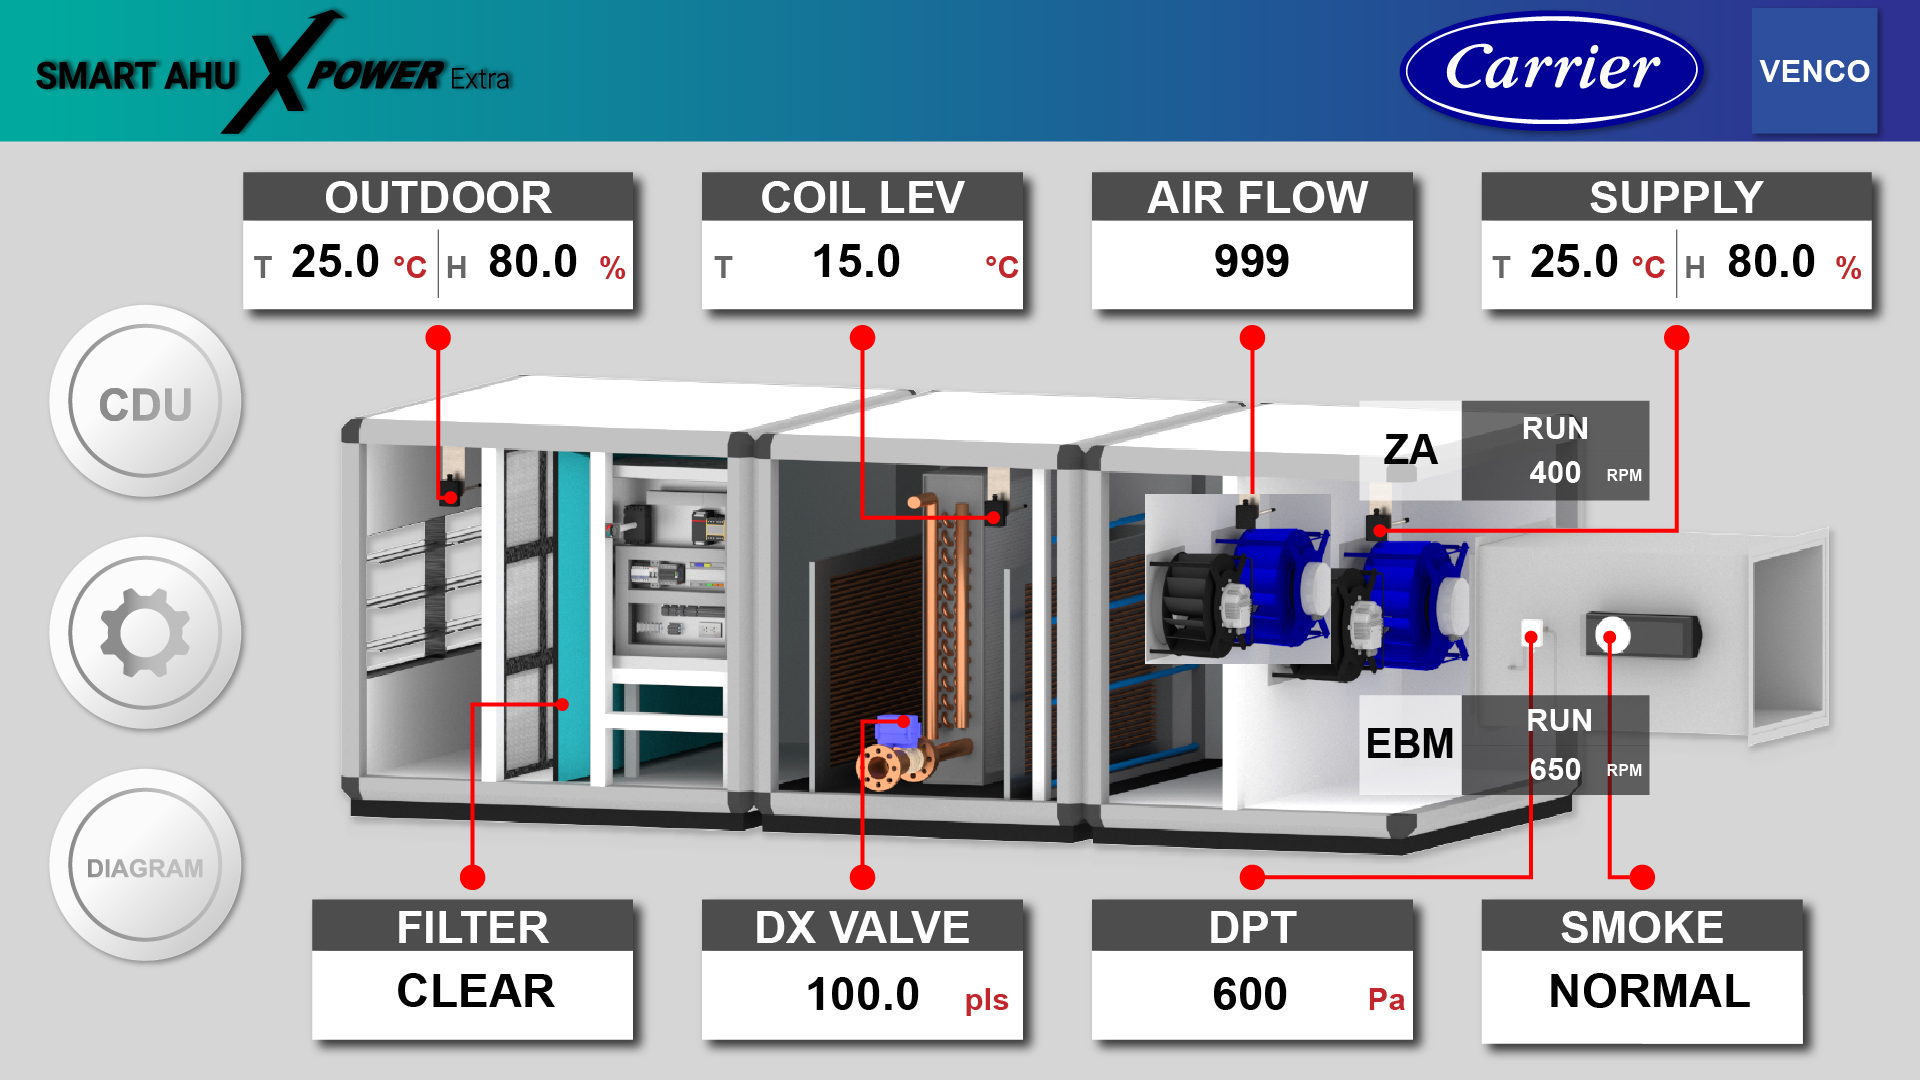 SMART AHU XPOWER Extra
Carrier
VENCO
OUTDOOR
T 25.0 °C H 80.0 %
COIL LEV
T 15.0 °C
AIR FLOW
999
SUPPLY
T 25.0 °C H 80.0 %
CDU
DIAGRAM
ZA
RUN
400 RPM
EBM
RUN
650 RPM
FILTER
CLEAR
DX VALVE
100.0 pls
DPT
600 Pa
SMOKE
NORMAL